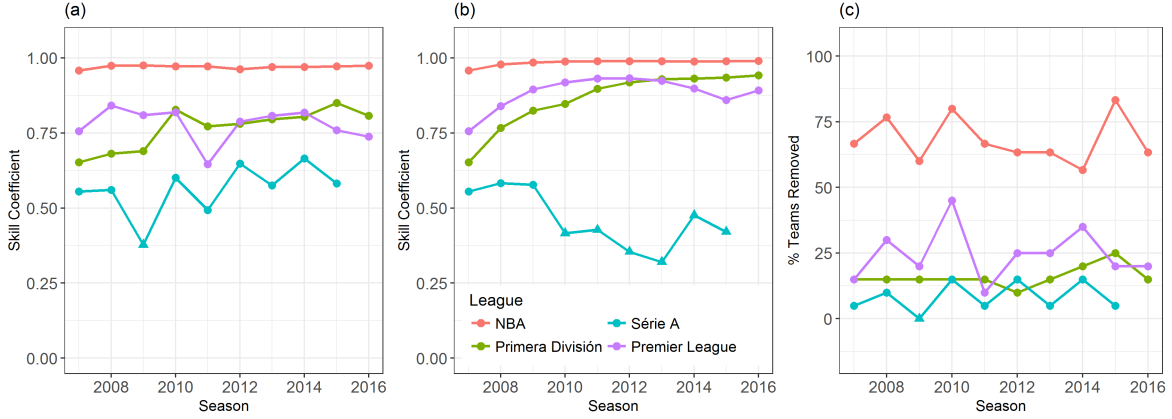 (a)
1.00
0.75
0.50
0.25
0.00
Skill Coefficient
2008 2010 2012 2014 2016
Season
(b)
1.00
0.75
0.50
0.25
0.00
Skill Coefficient
League
NBA Série A
Primera División Premier League
2008 2010 2012 2014 2016
Season
(c)
100
75
50
25
0
% Teams Removed
2008 2010 2012 2014 2016
Season